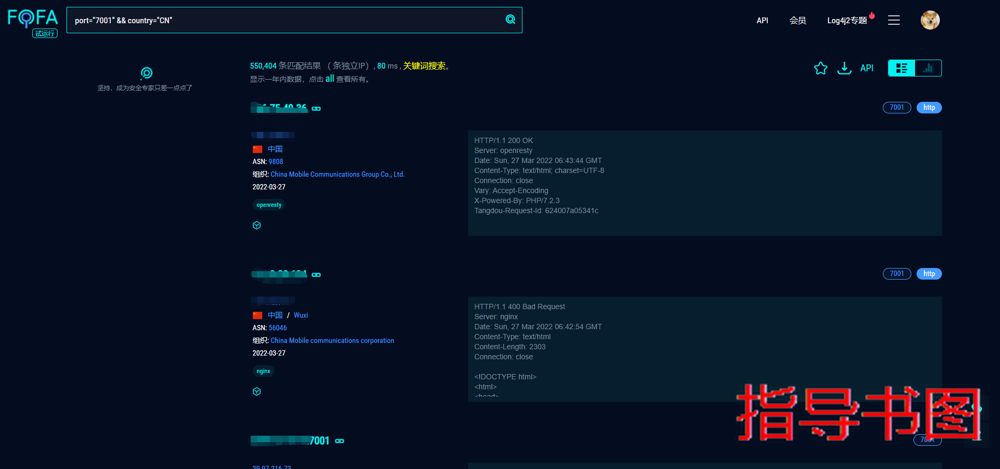 FOFA
试运行
port="7001" && country="CN"
API
会员
Log4j2专题
550,404 条匹配结果 （ 条独立IP）, 80 ms , 关键词搜索。
显示一年内数据，点击 all 查看所有。
API
坚持，成为安全专家只差一点点了
7001
http
中国
ASN: 9808
组织: China Mobile Communications Group Co., Ltd.
2022-03-27
openresty
HTTP/1.1 200 OK
Server: openresty
Date: Sun, 27 Mar 2022 06:43:44 GMT
Content-Type: text/html; charset=UTF-8
Connection: close
Vary: Accept-Encoding
X-Powered-By: PHP/7.2.3
Tangdou-Request-Id: 624007a05341c
7001
http
中国 / Wuxi
ASN: 56046
组织: China Mobile communications corporation
2022-03-27
nginx
HTTP/1.1 400 Bad Request
Server: nginx
Date: Sun, 27 Mar 2022 06:42:54 GMT
Content-Type: text/html
Content-Length: 2303
Connection: close
<!DOCTYPE html>
<html>
<head>
指导书图
7001
7001
39.97.216.73